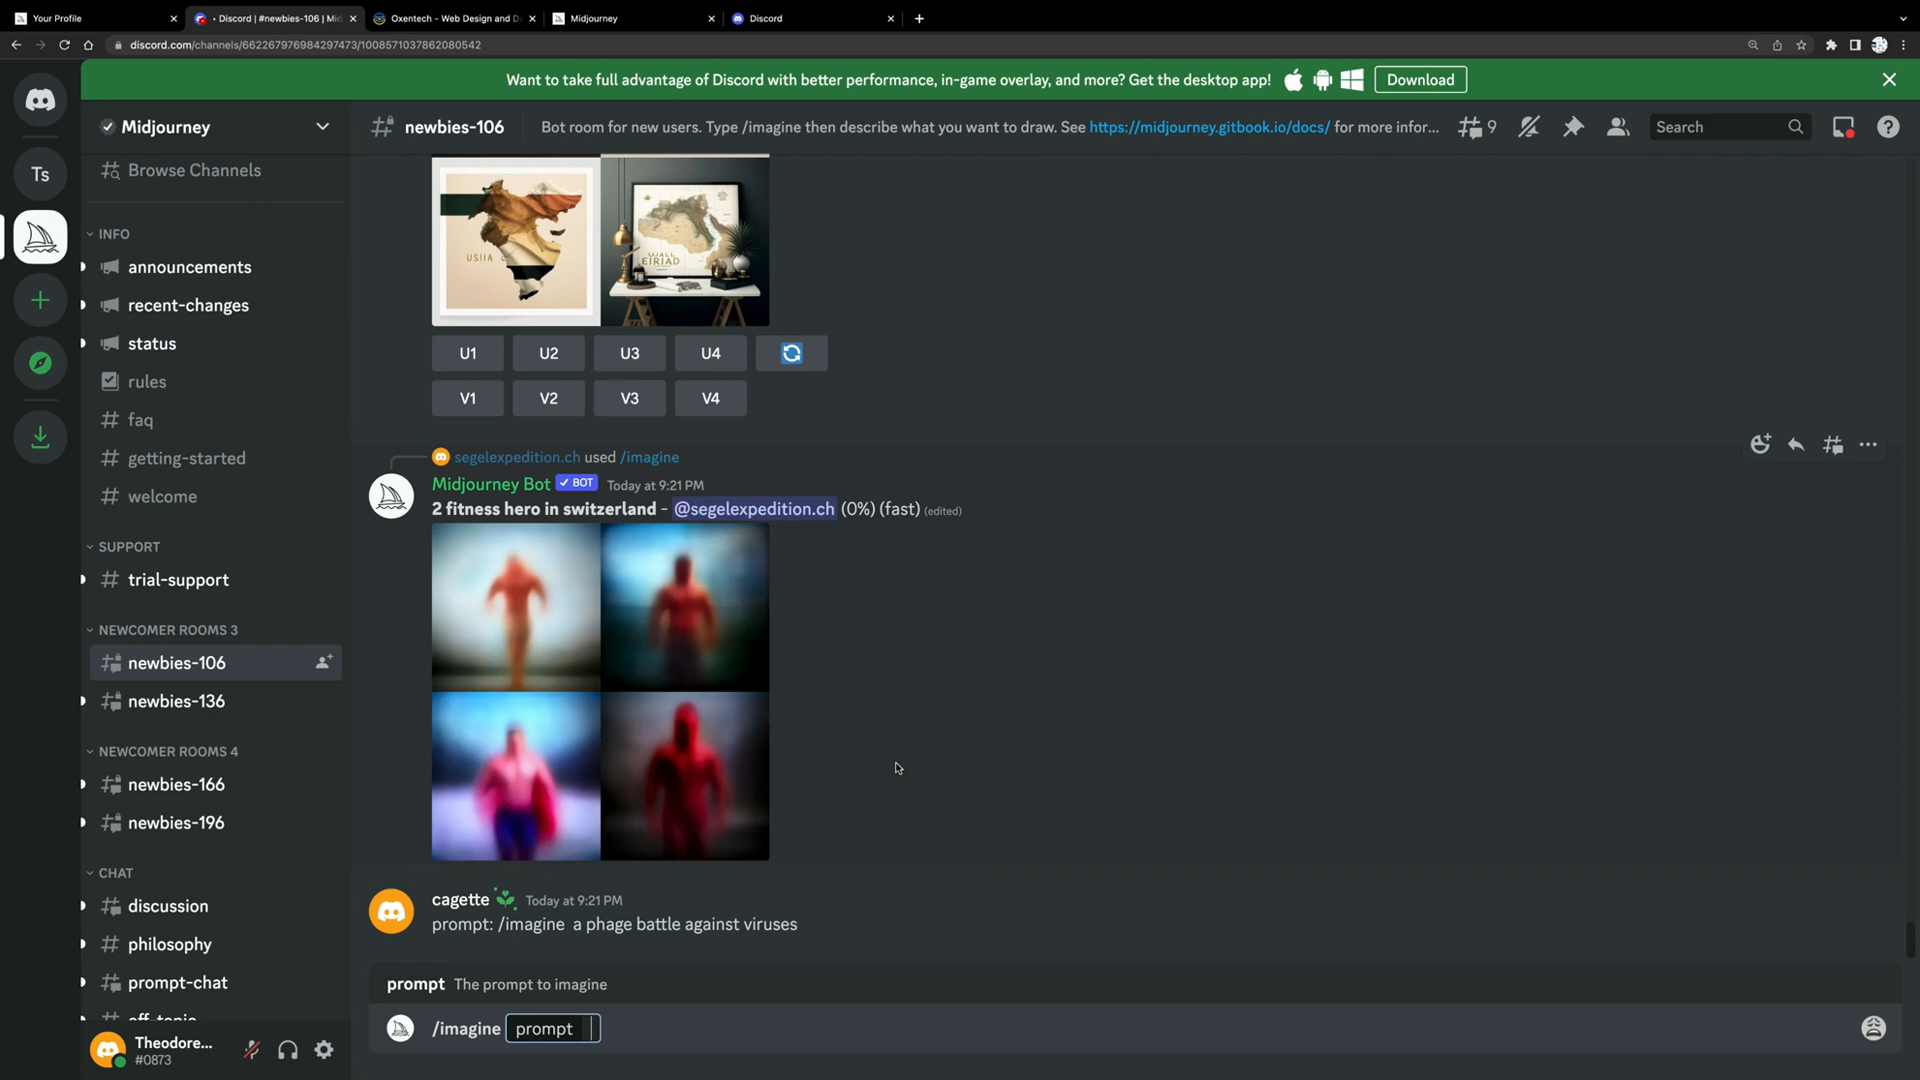 Your Profile
• Discord | #newbies-106 | Mi
Oxentech - Web Design and D
Midjourney
Discord
discord.com/channels/662267976984297473/1008571037862080542
Want to take full advantage of Discord with better performance, in-game overlay, and more? Get the desktop app!
Download
Midjourney
newbies-106
Bot room for new users. Type /imagine then describe what you want to draw. See https://midjourney.gitbook.io/docs/ for more infor...
9
Search
Ts
Browse Channels
INFO
announcements
recent-changes
status
rules
faq
getting-started
welcome
SUPPORT
trial-support
NEWCOMER ROOMS 3
newbies-106
newbies-136
NEWCOMER ROOMS 4
newbies-166
newbies-196
CHAT
discussion
philosophy
prompt-chat
off-topic
Theodore...
#0873
USIIA
EIRIAD
U1 U2 U3 U4
V1 V2 V3 V4
segelexpedition.ch used /imagine
Midjourney Bot BOT Today at 9:21 PM
2 fitness hero in switzerland - @segelexpedition.ch (0%) (fast) (edited)
cagette Today at 9:21 PM
prompt: /imagine a phage battle against viruses
prompt The prompt to imagine
/imagine prompt